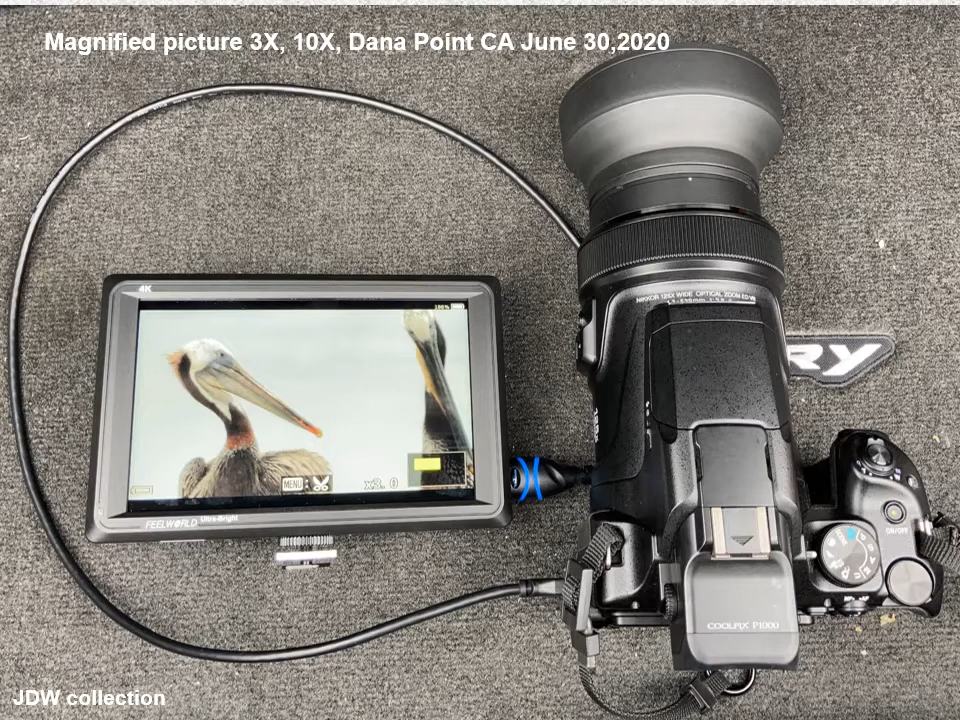 Magnified picture 3X, 10X, Dana Point CA June 30,2020
NIKKOR 125X WIDE OPTICAL ZOOM ED VR
4K
100%
RY
MENU
x3.0
FEELWORLD Ultra-Bright
ON/OFF
COOLPIX P1000
JDW collection